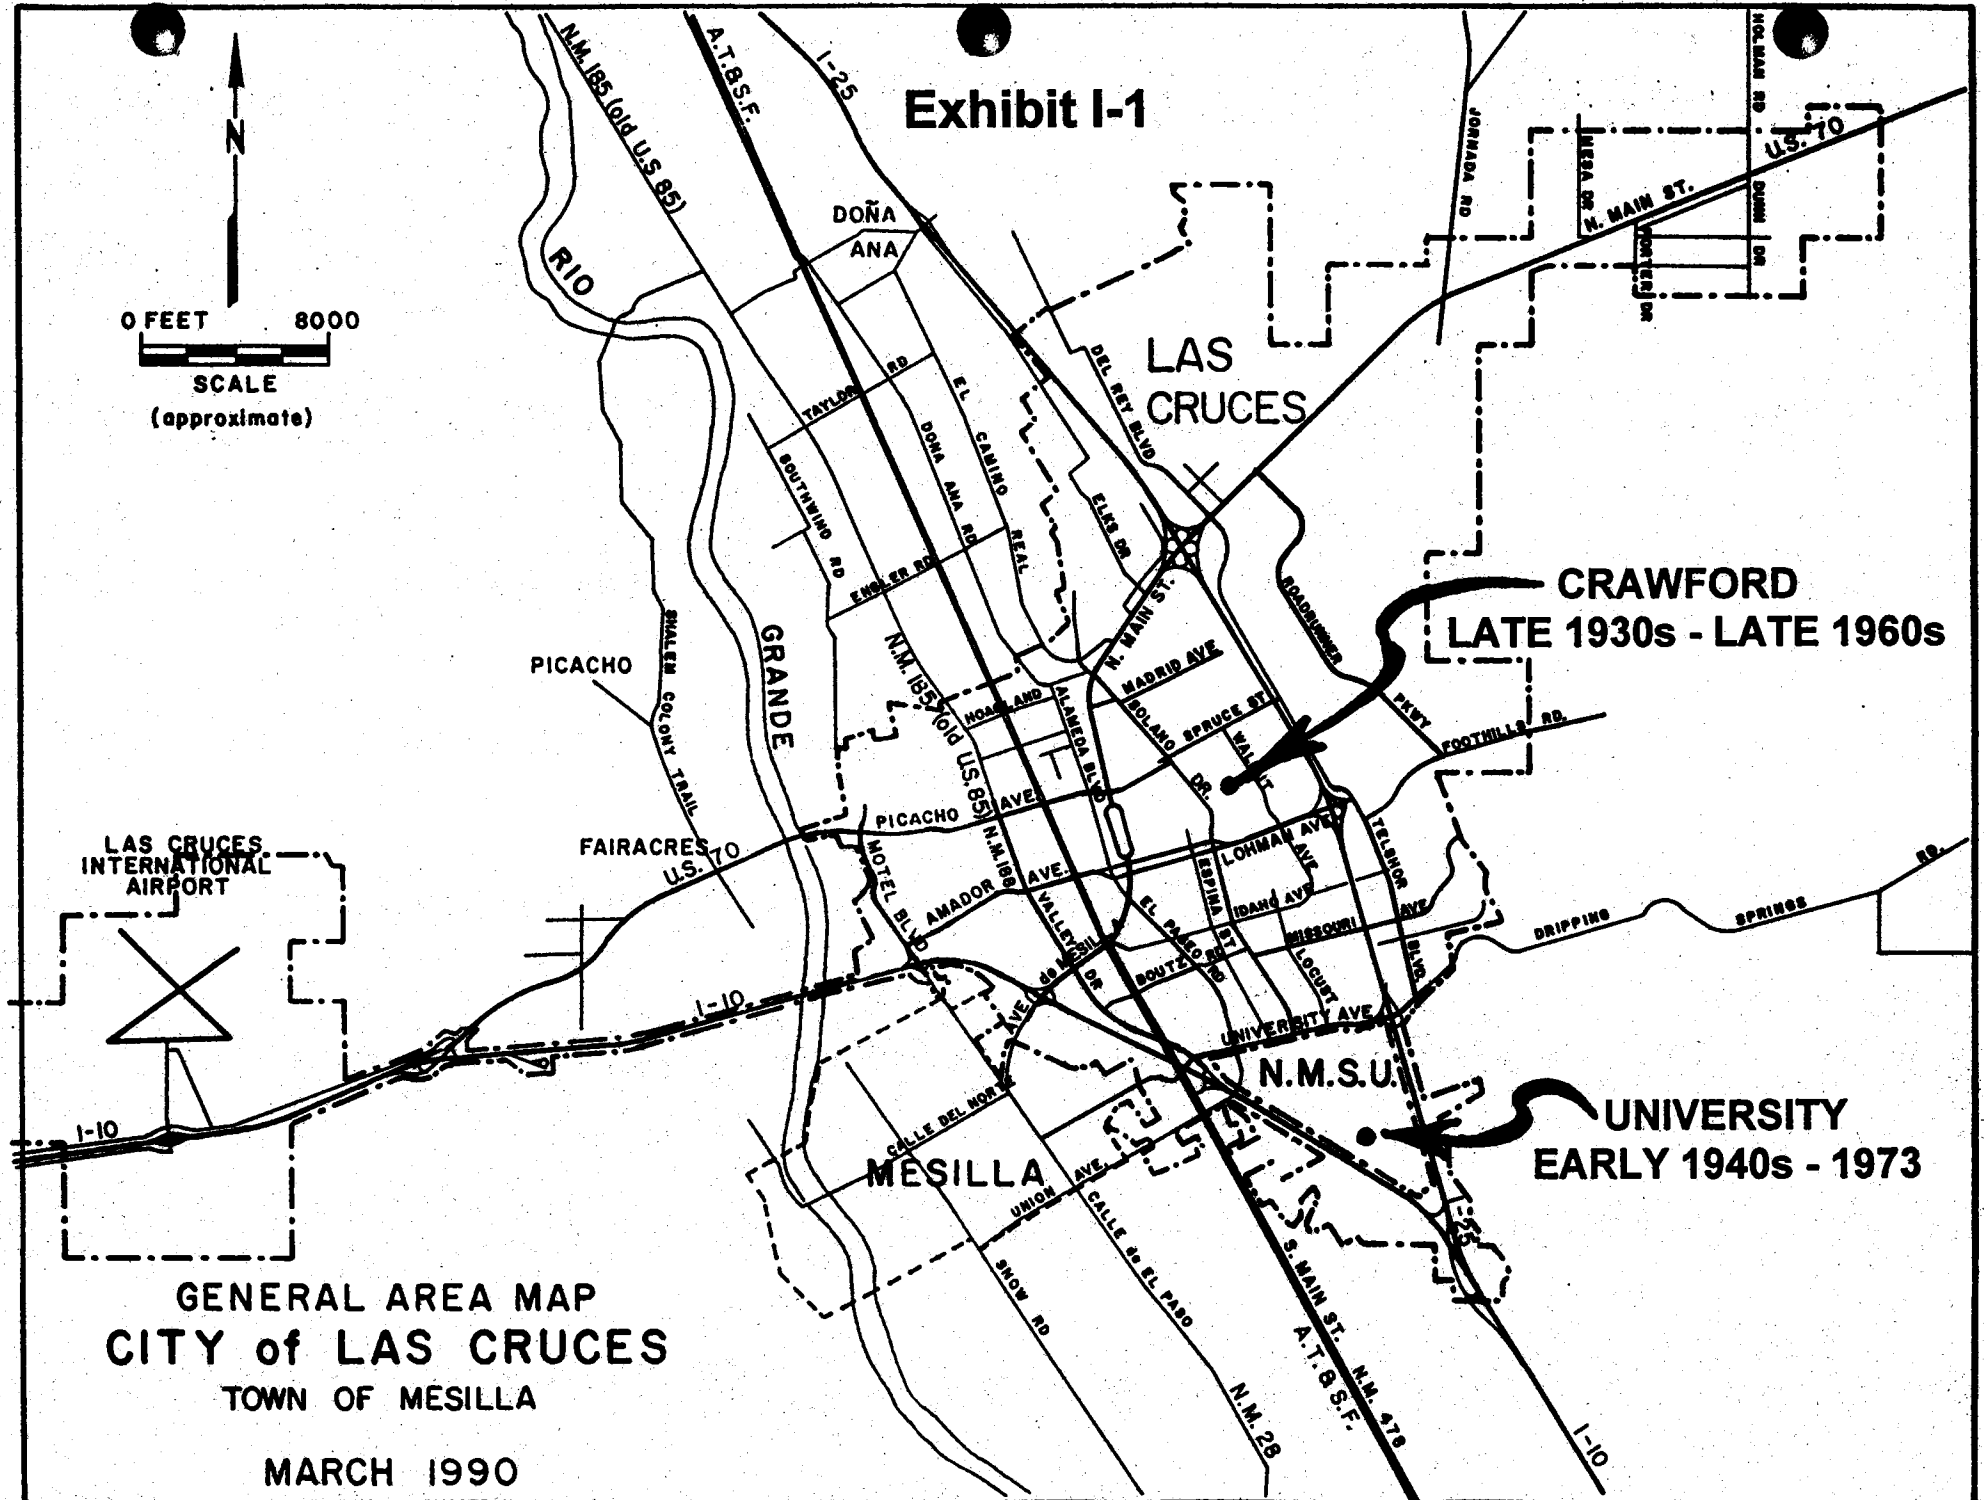 Exhibit I-1
N.M. 185 (old U.S. 85)
A.T.&S.F.
I-25
HOLMAN RD
JORNADA RD
MESA DR
U.S. 70
N. MAIN ST.
DUNN DR
PORTER DR
N
DOÑA
ANA
RIO
0 FEET 8000
SCALE
(approximate)
LAS
CRUCES
DEL REY BLVD
TAYLOR RD
EL CAMINO REAL
DONA ANA RD
SOUTHWIND RD
ELKS DR
ENGLER RD
ROADRUNNER PKWY
CRAWFORD
LATE 1930s - LATE 1960s
SHALEM COLONY TRAIL
GRANDE
PICACHO
N.M. 185 (old U.S. 85)
N. MAIN ST.
MADRID AVE
HOAGLAND
ALAMEDA BLVD
SOLANO DR.
SPRUCE ST.
WALNUT
FOOTHILLS RD.
PICACHO AVE.
LAS CRUCES
INTERNATIONAL
AIRPORT
FAIRACRES
U.S. 70
MOTEL BLVD
N.M. 188
AMADOR AVE.
VALLEY DR
LOHMAN AVE
TELSHOR BLVD.
ESPINA ST
AVE
IDAHO AVE
MISSOURI AVE
EL PASEO RD
BOUTZ RD
LOCUST
AVE. de MESILLA
DRIPPING SPRINGS RD.
I-10
UNIVERSITY AVE
N.M.S.U.
CALLE DEL NORTE
UNIVERSITY
EARLY 1940s - 1973
I-10
MESILLA
UNION AVE.
I-25
CALLE de EL PASO
SNOW RD
S. MAIN ST.
A.T.&S.F.
N.M. 478
N.M. 28
I-10
GENERAL AREA MAP
CITY of LAS CRUCES
TOWN OF MESILLA
MARCH 1990